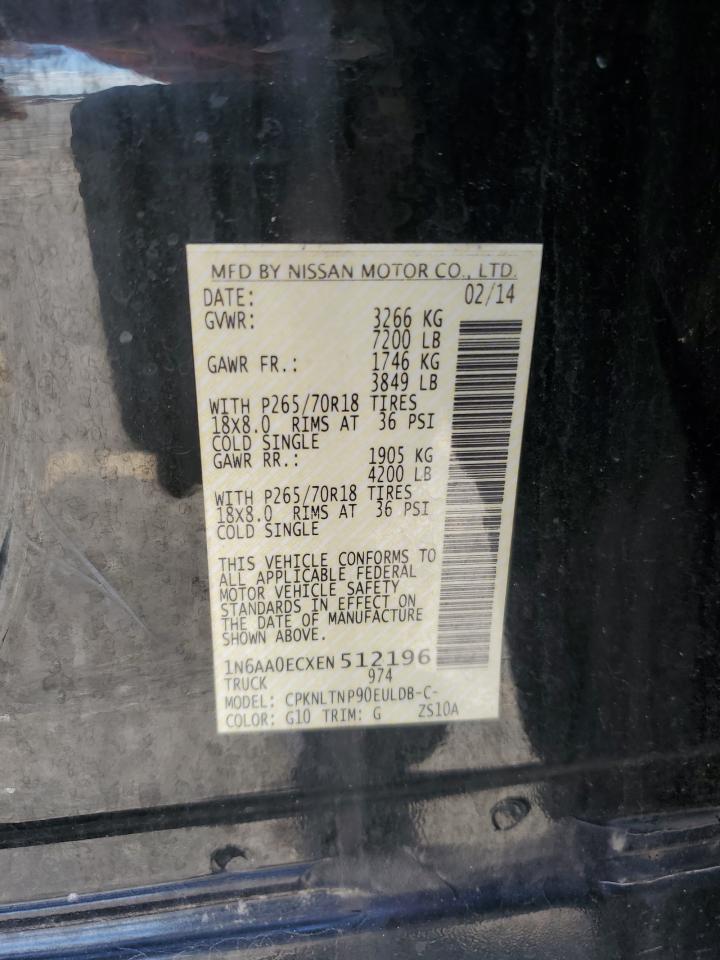 MFD BY NISSAN MOTOR CO., LTD.
DATE: 02/14
GVWR: 3266 KG
7200 LB
GAWR FR.: 1746 KG
3849 LB
WITH P265/70R18 TIRES
18X8.0 RIMS AT 36 PSI
COLD SINGLE
GAWR RR.: 1905 KG
4200 LB
WITH P265/70R18 TIRES
18X8.0 RIMS AT 36 PSI
COLD SINGLE
THIS VEHICLE CONFORMS TO
ALL APPLICABLE FEDERAL
MOTOR VEHICLE SAFETY
STANDARDS IN EFFECT ON
THE DATE OF MANUFACTURE
SHOWN ABOVE.
1N6AA0ECXEN 512196
TRUCK 974
MODEL: CPKNLTNP90EULDB-C-
COLOR: G10 TRIM: G ZS10A